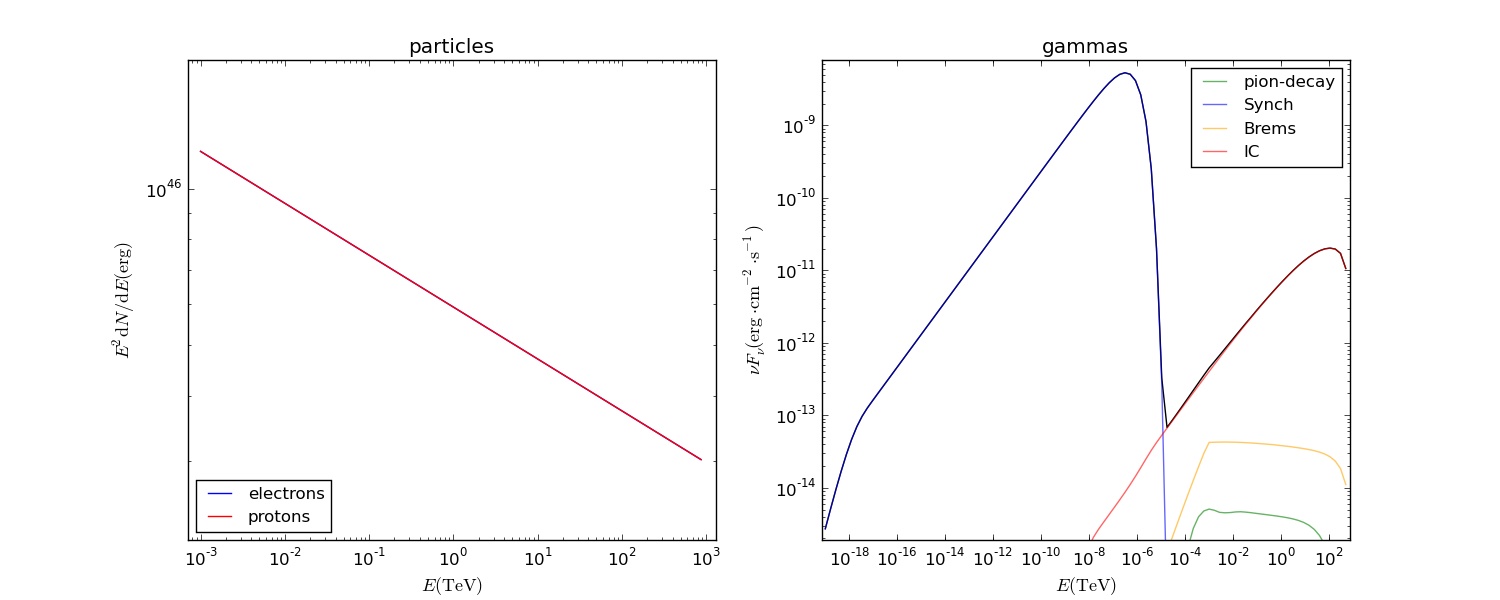 particles
10^46
E^2 dN/dE(erg)
electrons
protons
10^-3 10^-2 10^-1 10^0 10^1 10^2 10^3
E(TeV)
gammas
pion-decay
Synch
Brems
IC
10^-9
10^-10
10^-11
10^-12
10^-13
10^-14
νF_ν(erg·cm^-2·s^-1)
10^-18 10^-16 10^-14 10^-12 10^-10 10^-8 10^-6 10^-4 10^-2 10^0 10^2
E(TeV)